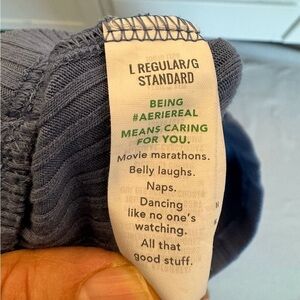 L REGULAR/G
STANDARD
BEING
#AERIEREAL
MEANS CARING
FOR YOU.
Movie marathons.
Belly laughs.
Naps.
Dancing
like no one's
watching.
All that
good stuff.